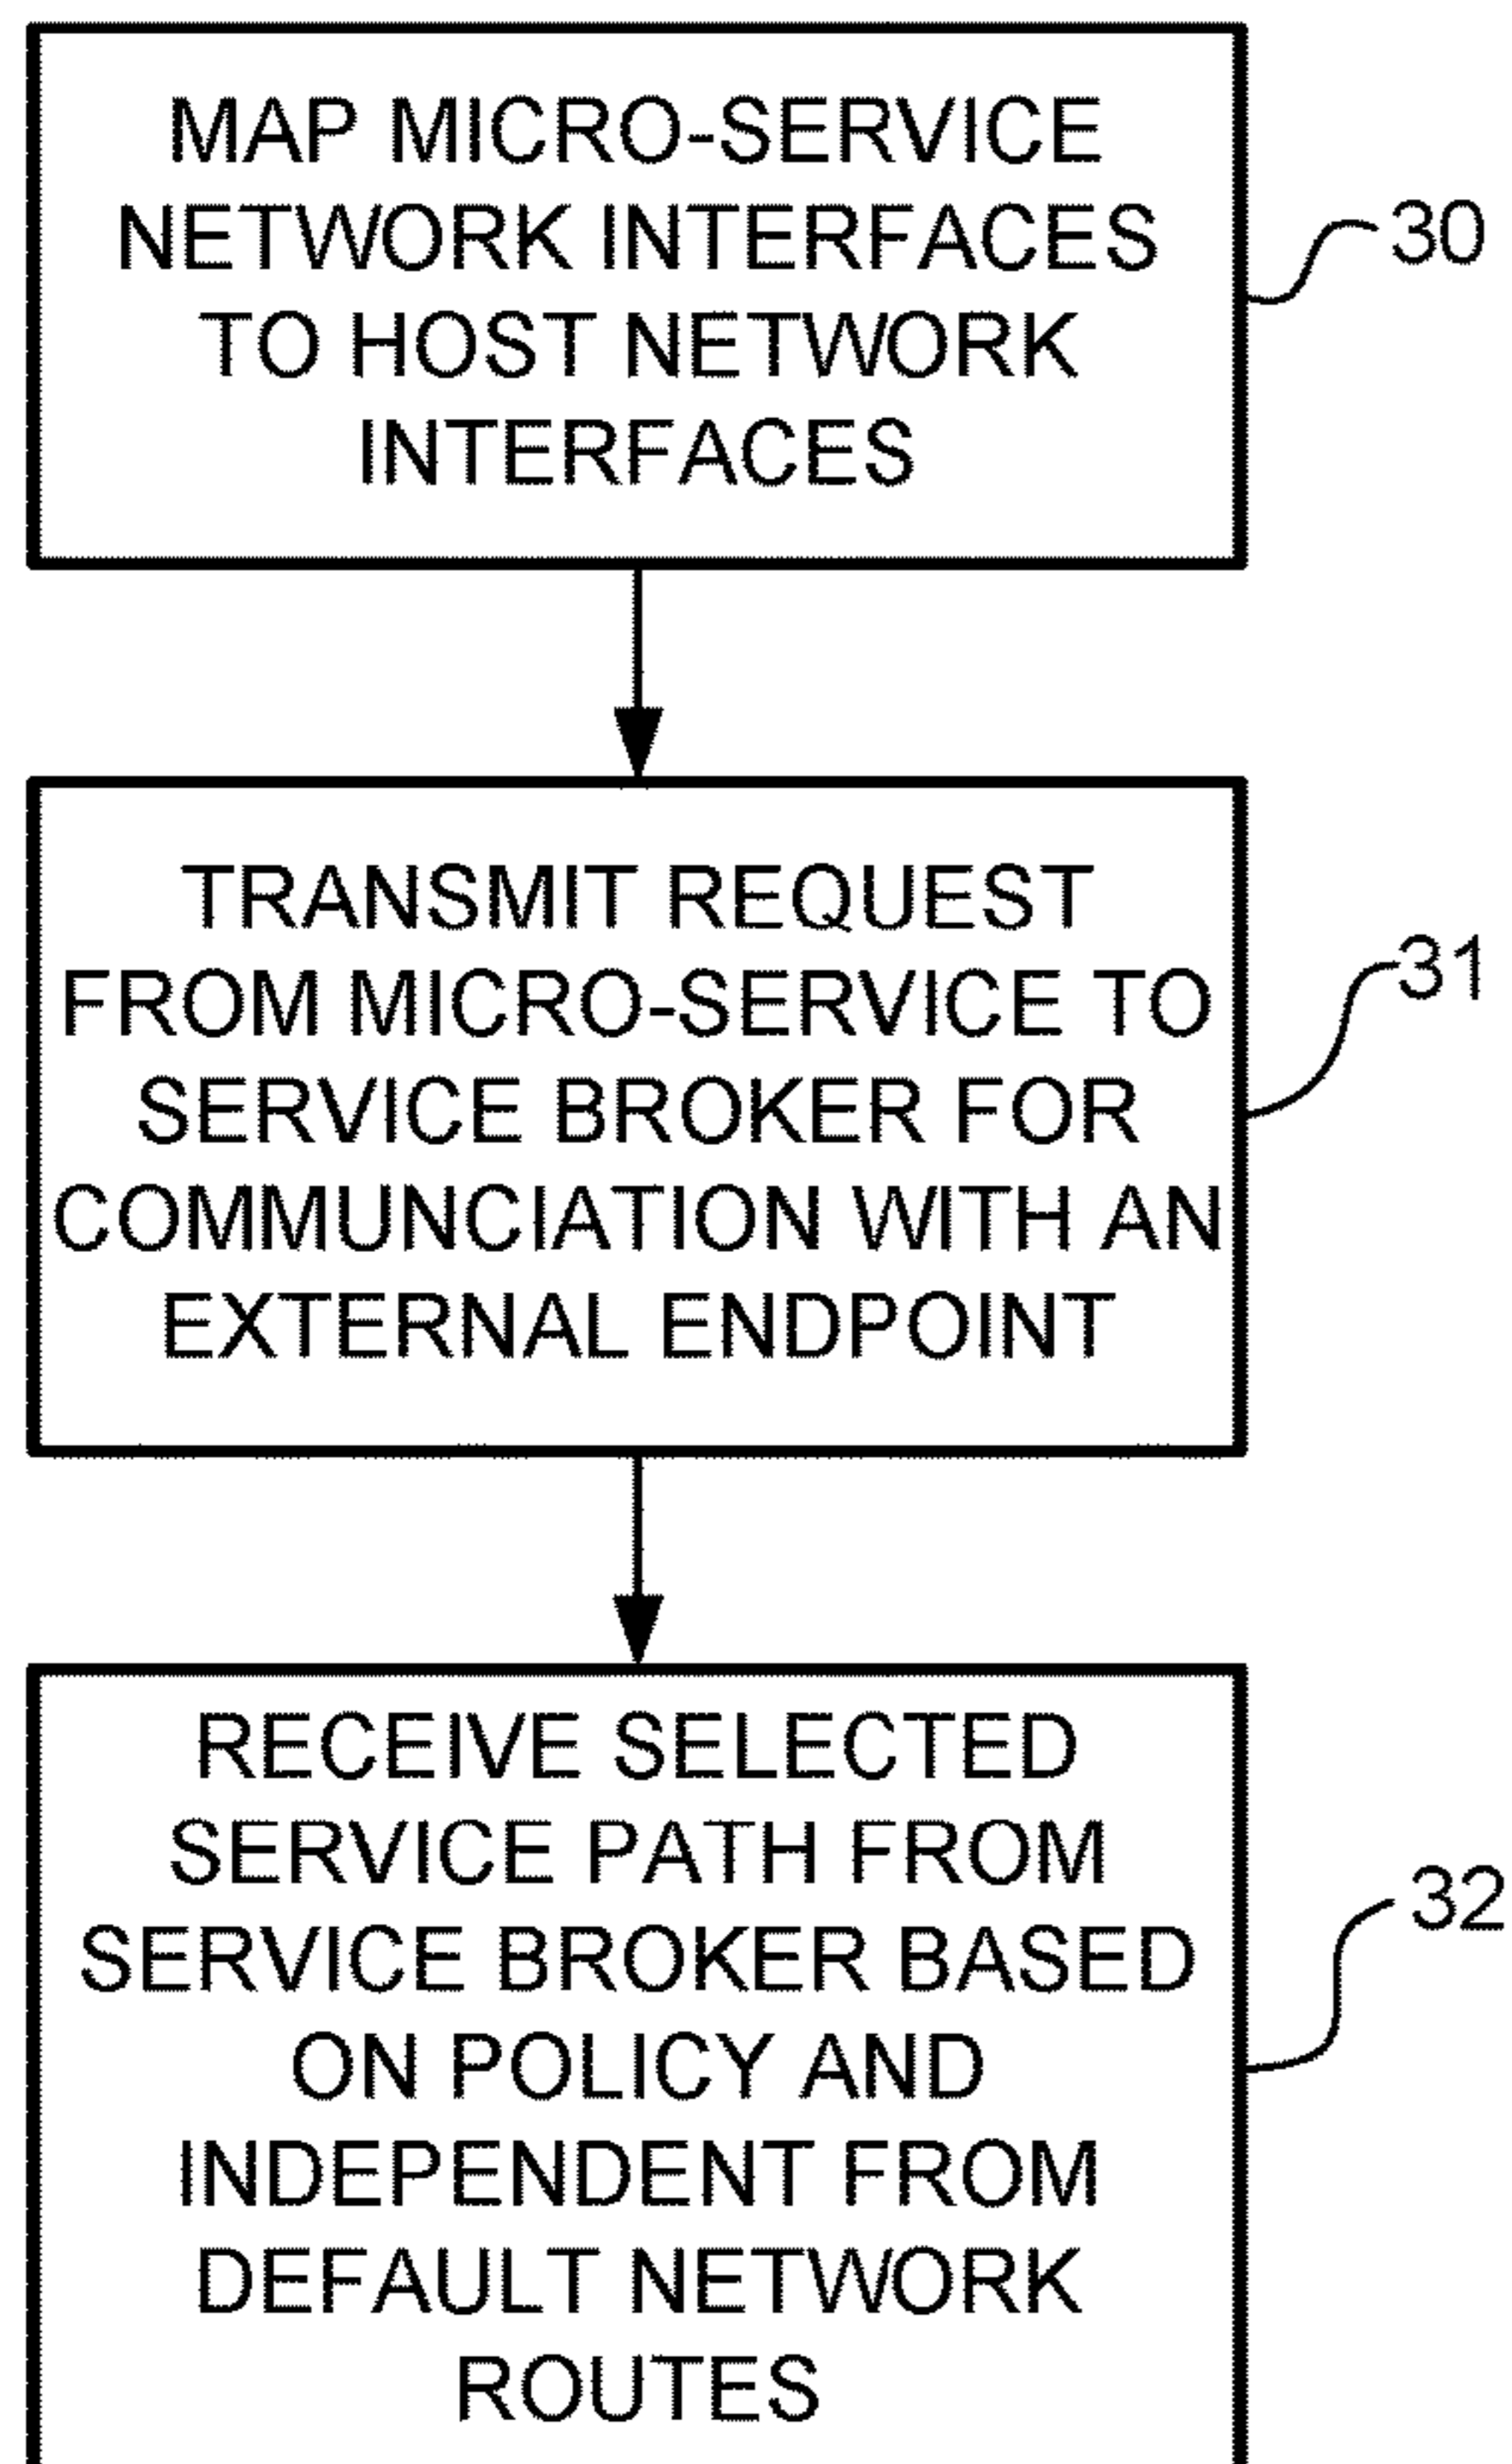 MAP MICRO-SERVICE
NETWORK INTERFACES
TO HOST NETWORK
INTERFACES
30
TRANSMIT REQUEST
FROM MICRO-SERVICE TO
SERVICE BROKER FOR
COMMUNCIATION WITH AN
EXTERNAL ENDPOINT
31
RECEIVE SELECTED
SERVICE PATH FROM
SERVICE BROKER BASED
ON POLICY AND
INDEPENDENT FROM
DEFAULT NETWORK
ROUTES
32